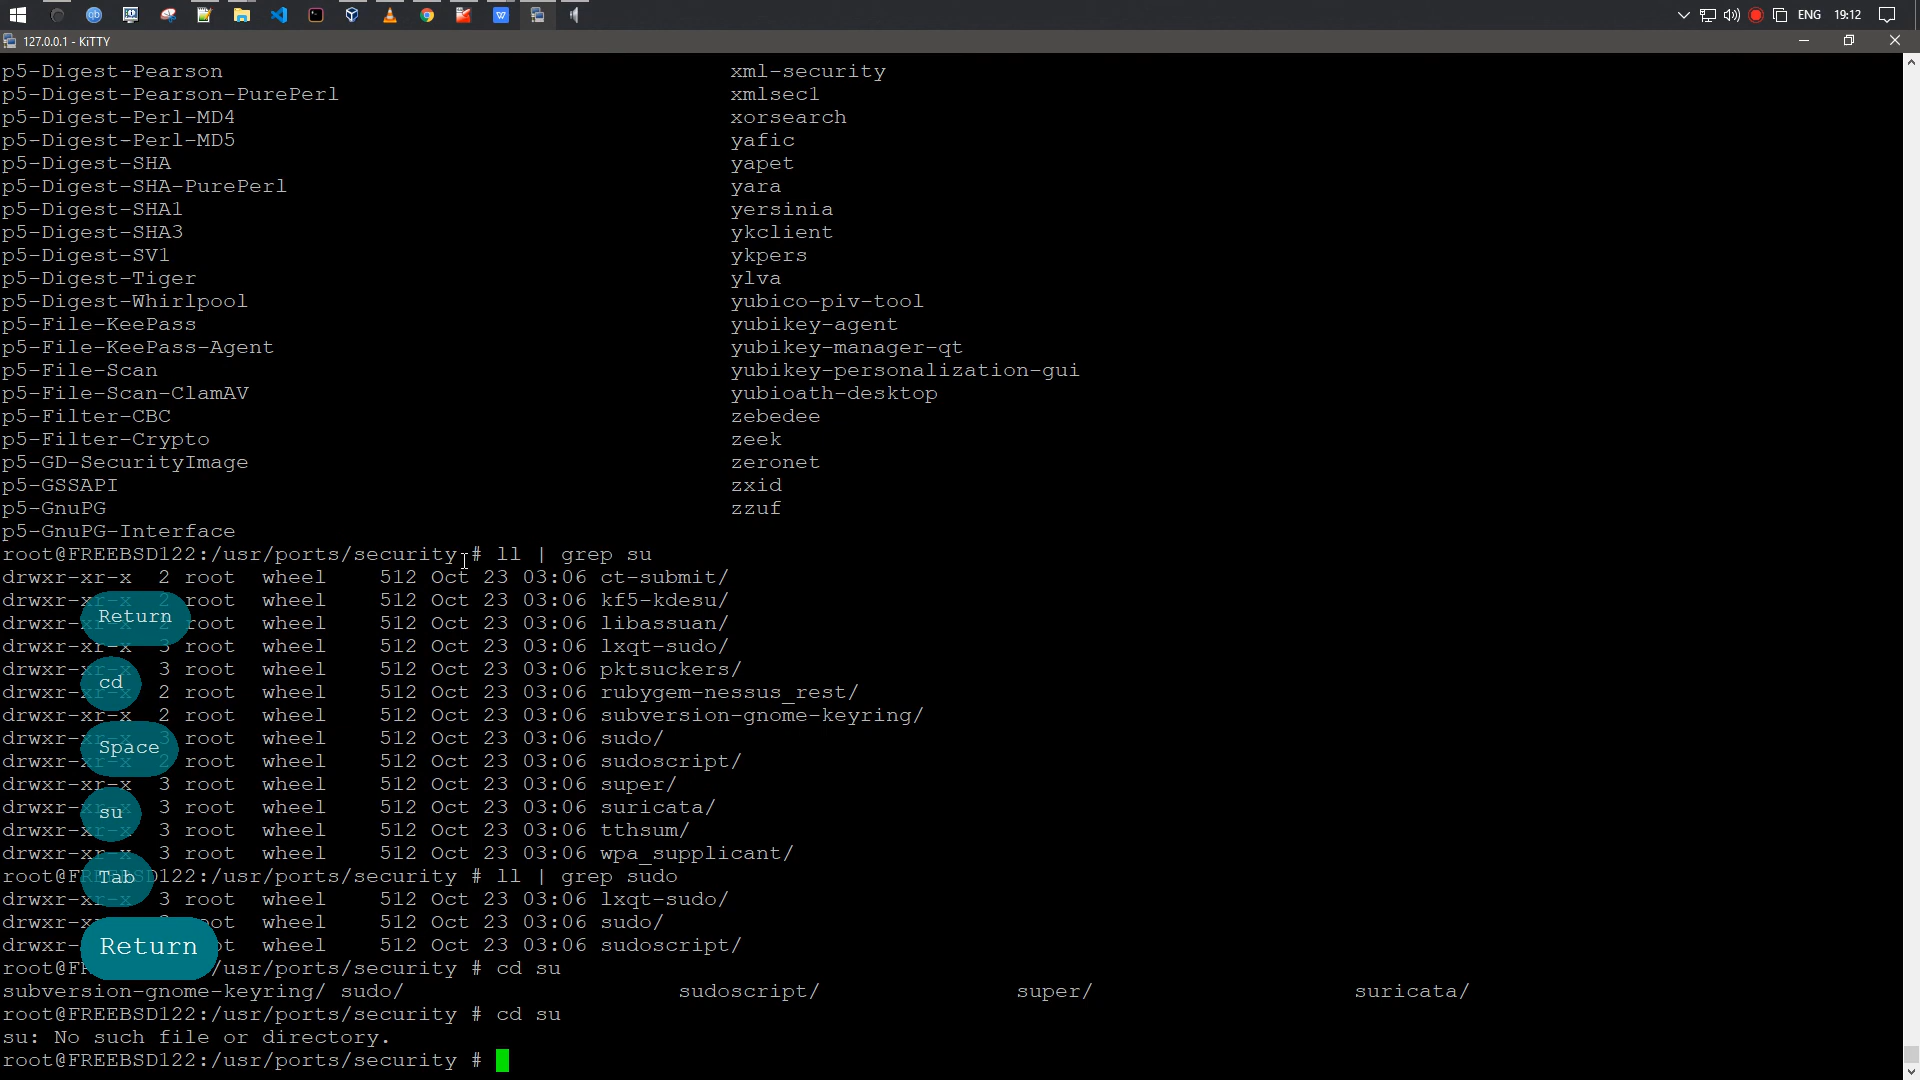 ENG 19:12
127.0.0.1 - KiTTY
p5-Digest-Pearson xml-security
p5-Digest-Pearson-PurePerl xmlsec1
p5-Digest-Perl-MD4 xorsearch
p5-Digest-Perl-MD5 yafic
p5-Digest-SHA yapet
p5-Digest-SHA-PurePerl yara
p5-Digest-SHA1 yersinia
p5-Digest-SHA3 ykclient
p5-Digest-SV1 ykpers
p5-Digest-Tiger ylva
p5-Digest-Whirlpool yubico-piv-tool
p5-File-KeePass yubikey-agent
p5-File-KeePass-Agent yubikey-manager-qt
p5-File-Scan yubikey-personalization-gui
p5-File-Scan-ClamAV yubioath-desktop
p5-Filter-CBC zebedee
p5-Filter-Crypto zeek
p5-GD-SecurityImage zeronet
p5-GSSAPI zxid
p5-GnuPG zzuf
p5-GnuPG-Interface
root@FREEBSD122:/usr/ports/security # ll | grep su
drwxr-xr-x 2 root wheel 512 Oct 23 03:06 ct-submit/
drwxr-xr-x 2 root wheel 512 Oct 23 03:06 kf5-kdesu/
Return
drwxr-xr-x 2 root wheel 512 Oct 23 03:06 libassuan/
drwxr-xr-x 3 root wheel 512 Oct 23 03:06 lxqt-sudo/
drwxr-xr-x 3 root wheel 512 Oct 23 03:06 pktsuckers/
cd
drwxr-xr-x 2 root wheel 512 Oct 23 03:06 rubygem-nessus_rest/
drwxr-xr-x 2 root wheel 512 Oct 23 03:06 subversion-gnome-keyring/
drwxr-xr-x 3 root wheel 512 Oct 23 03:06 sudo/
Space
drwxr-xr-x 2 root wheel 512 Oct 23 03:06 sudoscript/
drwxr-xr-x 3 root wheel 512 Oct 23 03:06 super/
drwxr-xr-x 3 root wheel 512 Oct 23 03:06 suricata/
su
drwxr-xr-x 3 root wheel 512 Oct 23 03:06 tthsum/
drwxr-xr-x 3 root wheel 512 Oct 23 03:06 wpa_supplicant/
root@FREEBSD122:/usr/ports/security # ll | grep sudo
Tab
drwxr-xr-x 3 root wheel 512 Oct 23 03:06 lxqt-sudo/
drwxr-xr-x 3 root wheel 512 Oct 23 03:06 sudo/
drwxr- wheel 512 Oct 23 03:06 sudoscript/
Return
root@F /usr/ports/security # cd su
subversion-gnome-keyring/ sudo/ sudoscript/ super/ suricata/
root@FREEBSD122:/usr/ports/security # cd su
su: No such file or directory.
root@FREEBSD122:/usr/ports/security #